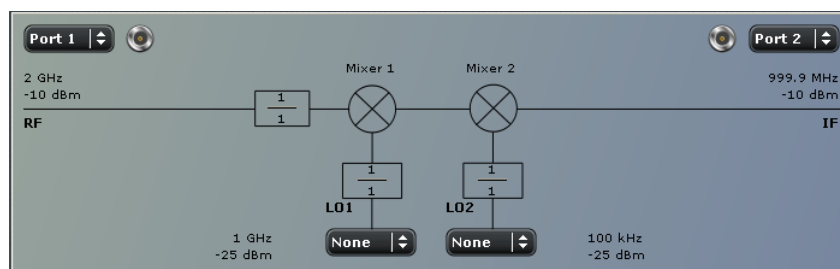 Port 1
Port 2
2 GHz
-10 dBm
RF
Mixer 1
Mixer 2
999.9 MHz
-10 dBm
IF
1
1
1
1
1
1
LO1
LO2
1 GHz
-25 dBm
None
None
100 kHz
-25 dBm